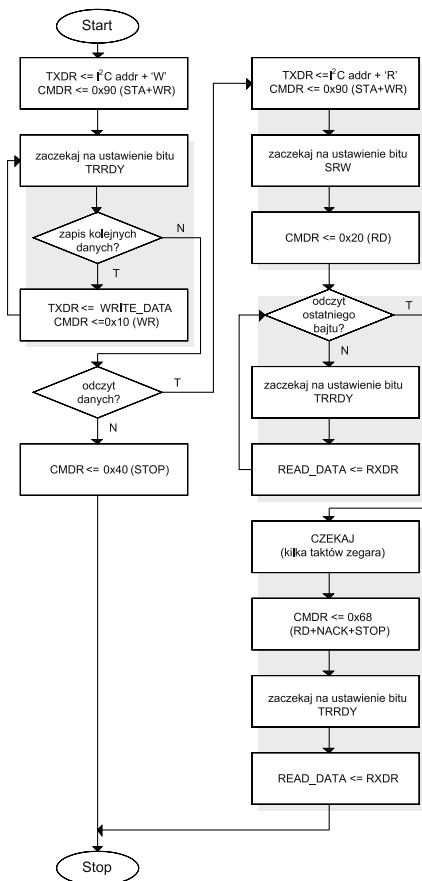 Start
TXDR <= I²C addr + 'W'
CMDR <= 0x90 (STA+WR)
zaczekaj na ustawienie bitu
TRRDY
zapis kolejnych
danych?
N
T
TXDR <= WRITE_DATA
CMDR <=0x10 (WR)
odczyt
danych?
T
N
CMDR <= 0x40 (STOP)
TXDR <=I²C addr + 'R'
CMDR <= 0x90 (STA+WR)
zaczekaj na ustawienie bitu
SRW
CMDR <= 0x20 (RD)
odczyt
ostatniego
bajtu?
T
N
zaczekaj na ustawienie bitu
TRRDY
READ_DATA <= RXDR
CZEKAJ
(kilka taktów zegara)
CMDR <= 0x68
(RD+NACK+STOP)
zaczekaj na ustawienie bitu
TRRDY
READ_DATA <= RXDR
Stop